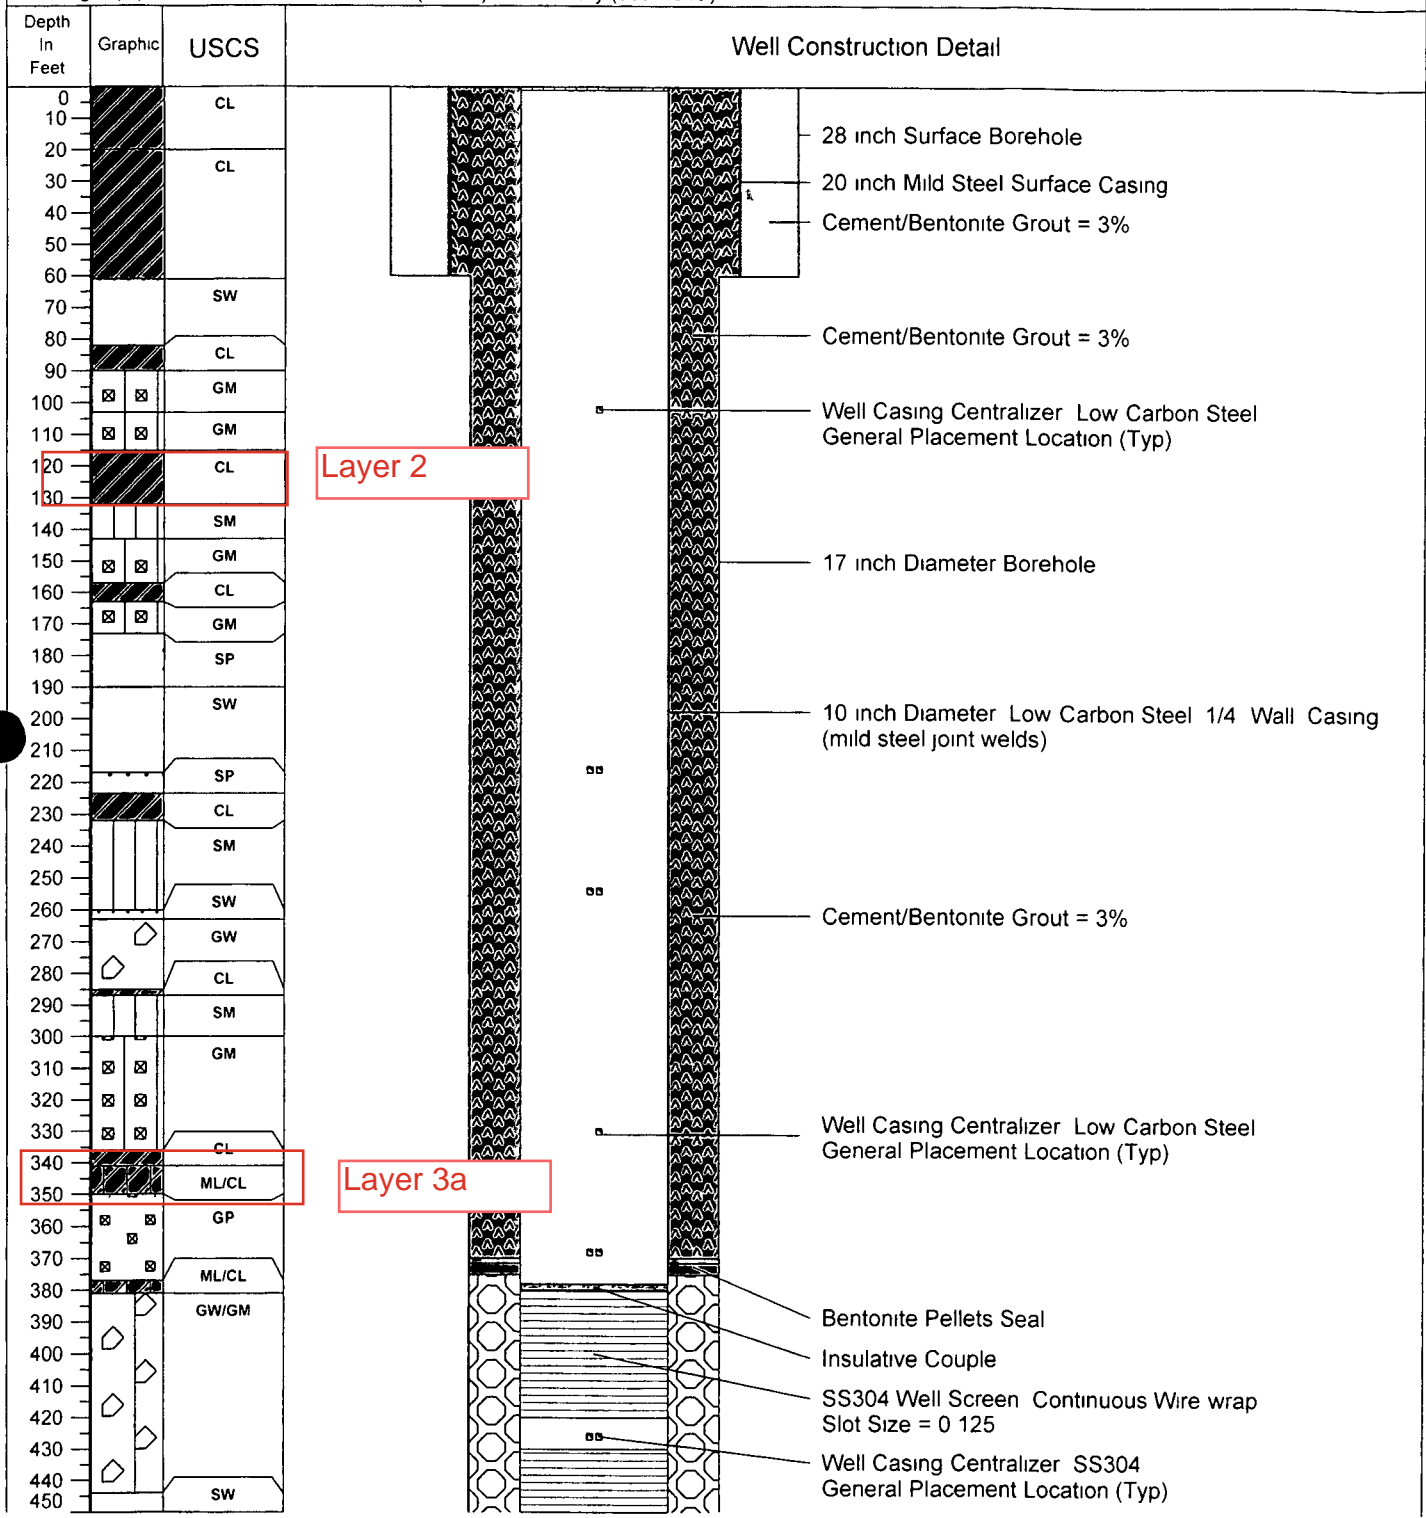 Depth
In
Feet
Graphic
USCS
Well Construction Detail
0
10
20
30
40
50
60
70
80
90
100
110
120
130
140
150
160
170
180
190
200
210
220
230
240
250
260
270
280
290
300
310
320
330
340
350
360
370
380
390
400
410
420
430
440
450
CL
CL
SW
CL
GM
GM
CL
SM
GM
CL
GM
SP
SW
SP
CL
SM
SW
GW
CL
SM
GM
CL
ML/CL
GP
ML/CL
GW/GM
SW
Layer 2
Layer 3a
28 inch Surface Borehole
20 inch Mild Steel Surface Casing
Cement/Bentonite Grout = 3%
Cement/Bentonite Grout = 3%
Well Casing Centralizer Low Carbon Steel
General Placement Location (Typ)
17 inch Diameter Borehole
10 inch Diameter Low Carbon Steel 1/4 Wall Casing
(mild steel joint welds)
Cement/Bentonite Grout = 3%
Well Casing Centralizer Low Carbon Steel
General Placement Location (Typ)
Bentonite Pellets Seal
Insulative Couple
SS304 Well Screen Continuous Wire wrap
Slot Size = 0 125
Well Casing Centralizer SS304
General Placement Location (Typ)